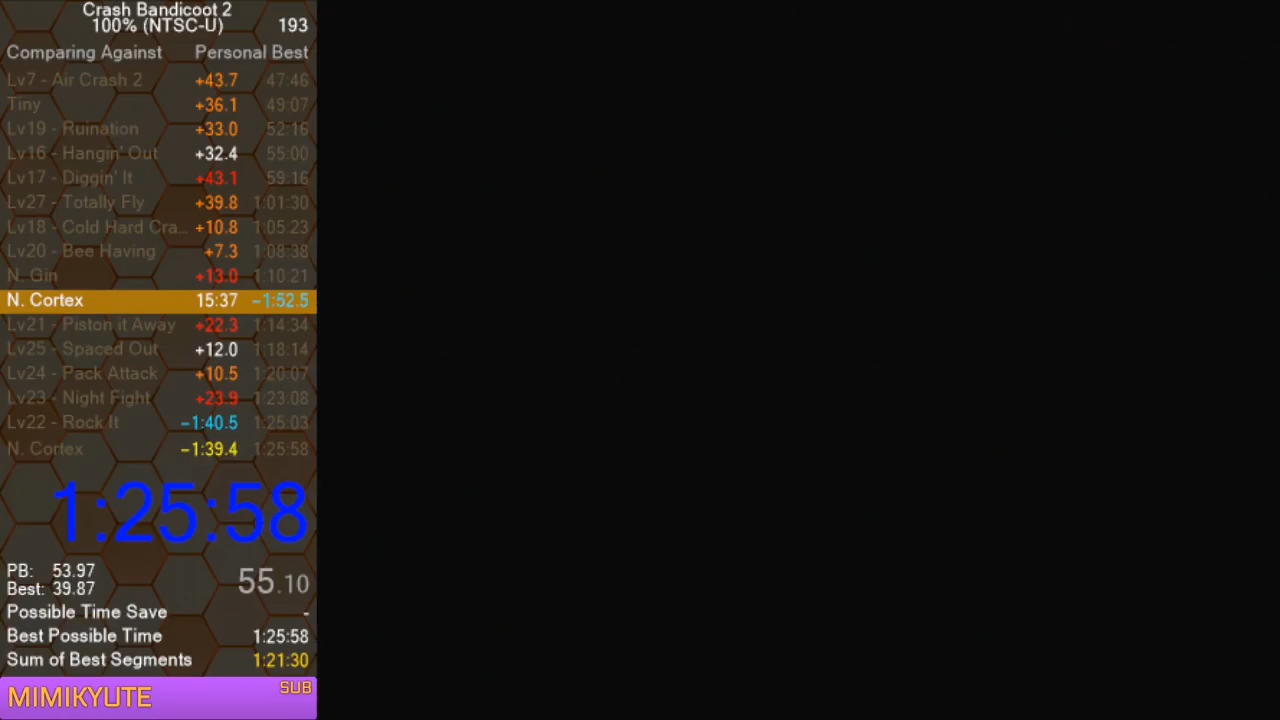 Crash Bandicoot 2
100% (NTSC-U) 193
Comparing Against Personal Best
Lv7 - Air Crash 2 +43.7 47:46
Tiny +36.1 49:07
Lv19 - Ruination +33.0 52:16
Lv16 - Hangin' Out +32.4 55:00
Lv17 - Diggin' It +43.1 59:16
Lv27 - Totally Fly +39.8 1:01:30
Lv18 - Cold Hard Cra... +10.8 1:05:23
Lv20 - Bee Having +7.3 1:08:38
N. Gin +13.0 1:10:21
N. Cortex 15:37 −1:52.5
Lv21 - Piston it Away +22.3 1:14:34
Lv25 - Spaced Out +12.0 1:18:14
Lv24 - Pack Attack +10.5 1:20:07
Lv23 - Night Fight +23.9 1:23:08
Lv22 - Rock It −1:40.5 1:25:03
N. Cortex −1:39.4 1:25:58
1:25:58
PB: 53.97 55.10
Best: 39.87
Possible Time Save -
Best Possible Time 1:25:58
Sum of Best Segments 1:21:30
MIMIKYUTE SUB